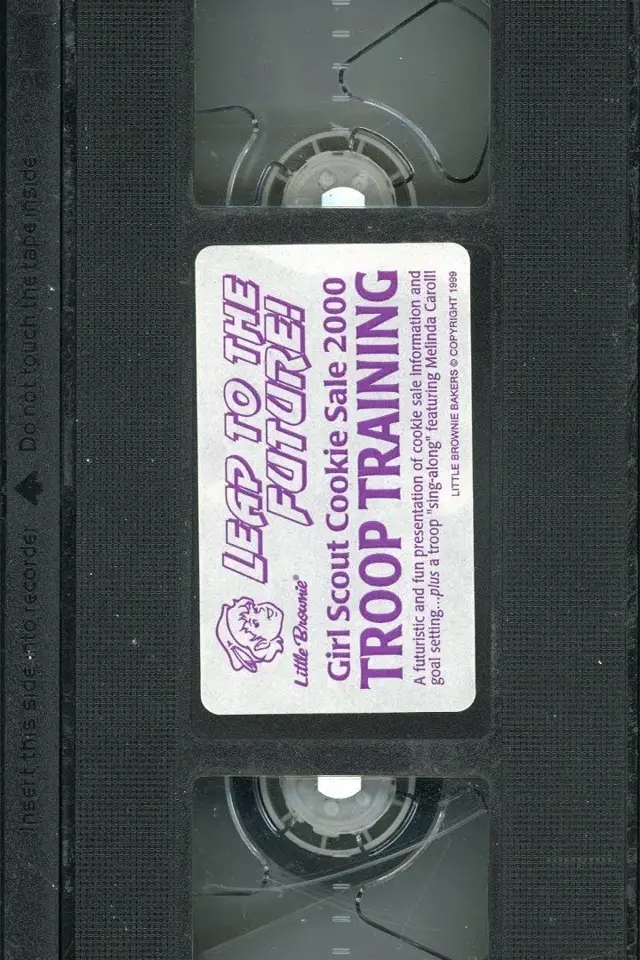 LEAP TO THE
FUTURE!
Little Brownie®
Girl Scout Cookie Sale 2000
TROOP TRAINING
A futuristic and fun presentation of cookie sale information and
goal setting...plus a troop "sing-along" featuring Melinda Caroll!
LITTLE BROWNIE BAKERS © COPYRIGHT 1999
Insert this side into recorder ▲ Do not touch the tape inside